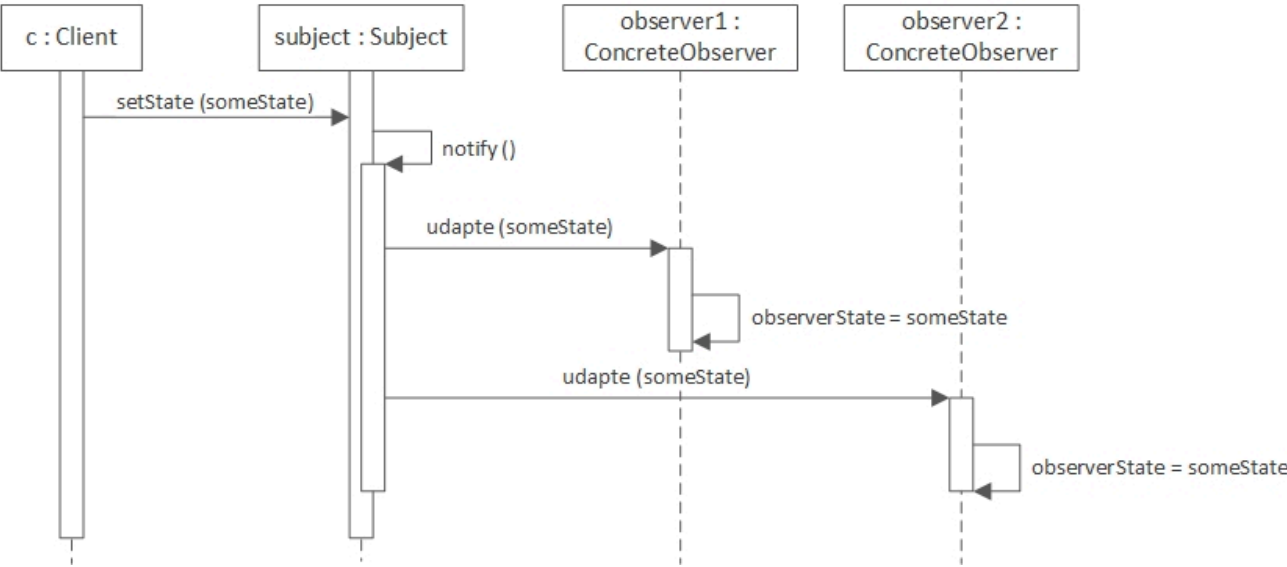 c : Client
subject : Subject
observer1 :
ConcreteObserver
observer2 :
ConcreteObserver
setState (someState)
notify ()
udapte (someState)
observerState = someState
udapte (someState)
observerState = someState